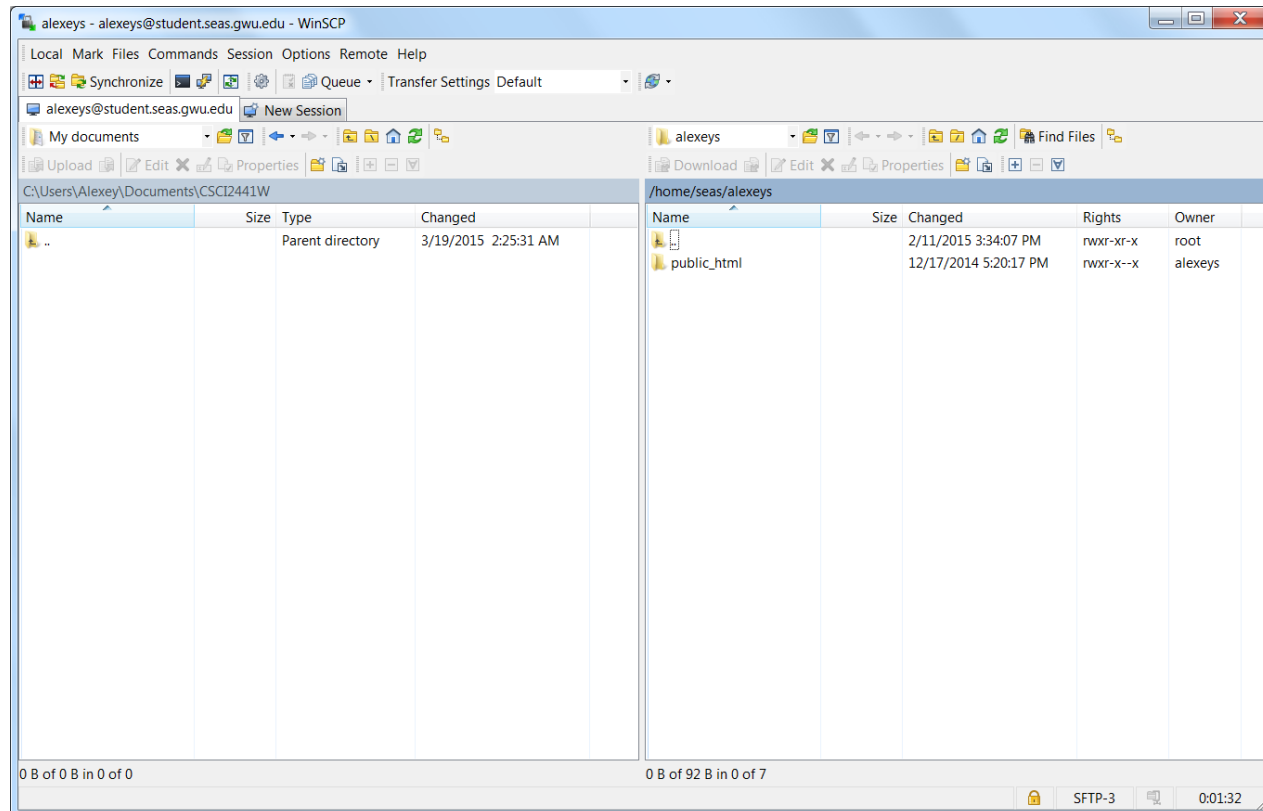 alexeys - alexeys@student.seas.gwu.edu - WinSCP
Local Mark Files Commands Session Options Remote Help
Synchronize Queue Transfer Settings Default
alexeys@student.seas.gwu.edu New Session
My documents
Upload Edit Properties
C:\Users\Alexey\Documents\CSCI2441W
Name Size Type Changed
.. Parent directory 3/19/2015 2:25:31 AM
0 B of 0 B in 0 of 0
alexeys Find Files
Download Edit Properties
/home/seas/alexeys
Name Size Changed Rights Owner
.. 2/11/2015 3:34:07 PM rwxr-xr-x root
public_html 12/17/2014 5:20:17 PM rwxr-x--x alexeys
0 B of 92 B in 0 of 7
SFTP-3 0:01:32